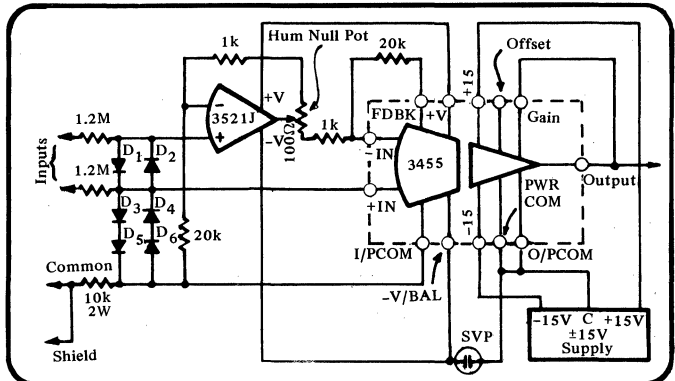 Hum Null Pot
1k
20k
Offset
+15
3521J
+V
-V
100Ω
1k
FDBK
+V
Gain
1.2M
Inputs
1.2M
D1
D2
-IN
3455
+IN
PWR
COM
Output
D3
D4
D5
D6
20k
-15
I/PCOM
O/PCOM
Common
10k
2W
-V/BAL
Shield
SVP
-15V C +15V
±15V
Supply